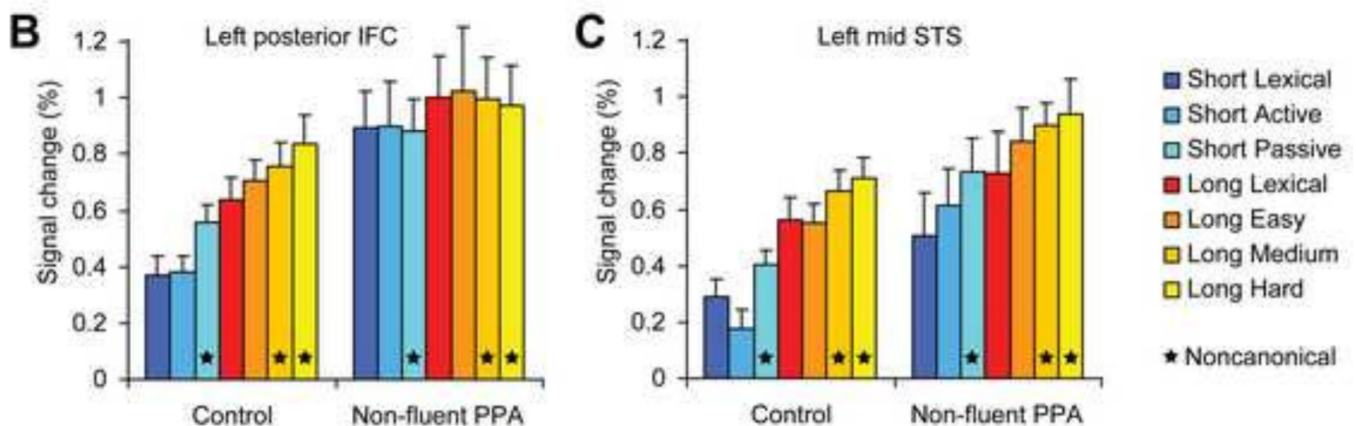 B
Left posterior IFC
Signal change (%)
1.2
1
0.8
0.6
0.4
0.2
0
★ ★ ★ ★ ★ ★
Control
Non-fluent PPA
C
Left mid STS
Signal change (%)
1.2
1
0.8
0.6
0.4
0.2
0
★ ★ ★ ★ ★ ★
Control
Non-fluent PPA
Short Lexical
Short Active
Short Passive
Long Lexical
Long Easy
Long Medium
Long Hard
★ Noncanonical